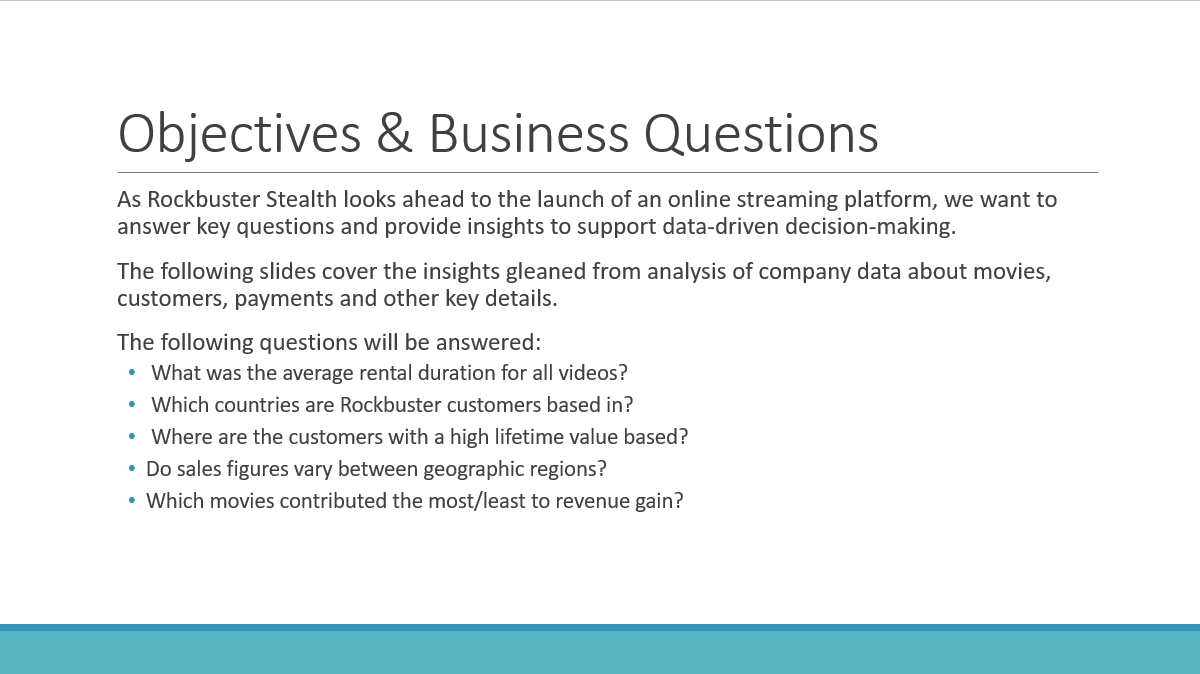 Objectives & Business Questions
As Rockbuster Stealth looks ahead to the launch of an online streaming platform, we want to
answer key questions and provide insights to support data-driven decision-making.
The following slides cover the insights gleaned from analysis of company data about movies,
customers, payments and other key details.
The following questions will be answered:
• What was the average rental duration for all videos?
• Which countries are Rockbuster customers based in?
• Where are the customers with a high lifetime value based?
• Do sales figures vary between geographic regions?
• Which movies contributed the most/least to revenue gain?